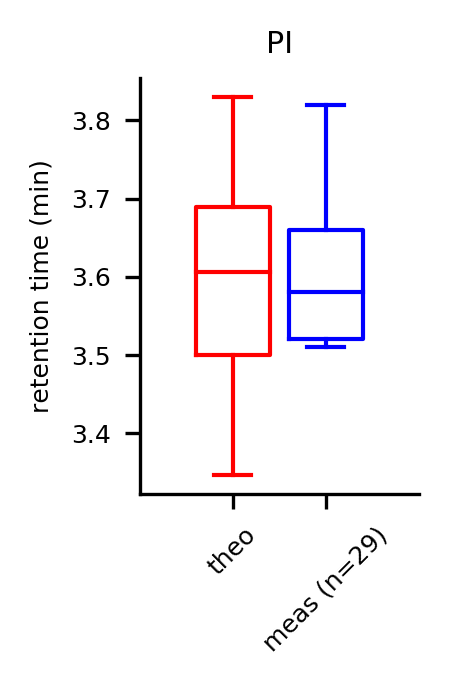 PI
retention time (min)
3.8
3.7
3.6
3.5
3.4
theo
meas (n=29)